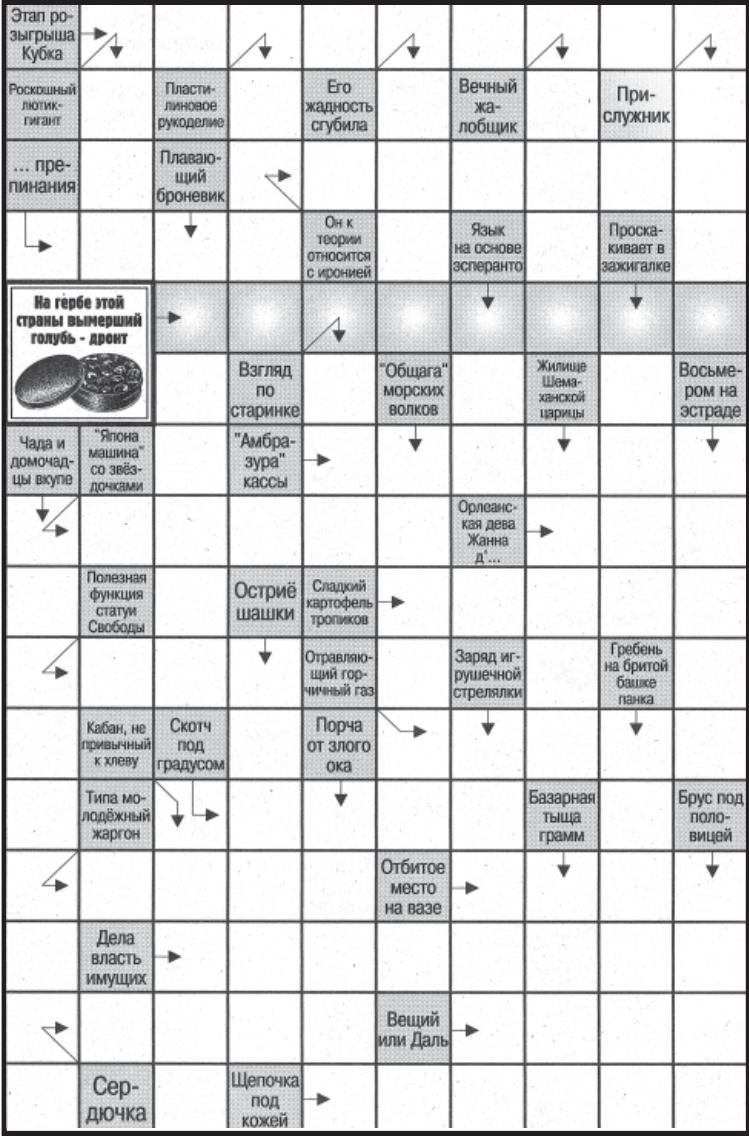 Этап ро-
зыгрыша
Кубка
Роскошный
лютик-
гигант
Пласти-
линовое
рукоделие
Его
жадность
сгубила
Вечный
жа-
лобщик
При-
служник
... пре-
пинания
Плаваю-
щий
броневик
Он к
теории
относится
с иронией
Язык
на основе
эсперанто
Проска-
кивает в
зажигалке
На гербе этой
страны вымерший
голубь - дронт
Взгляд
по
старинке
"Общага"
морских
волков
Жилище
Шема-
ханской
царицы
Восьме-
ром на
эстраде
Чада и
домочад-
цы вкупе
"Япона
машина"
со звёз-
дочками
"Амбра-
зура"
кассы
Орлеанс-
кая дева
Жанна
д'...
Полезная
функция
статуи
Свободы
Остриё
шашки
Сладкий
картофель
тропиков
Отравляю-
щий гор-
чичный газ
Заряд иг-
рушечной
стрелялки
Гребень
на бритой
башке
панка
Кабан, не
привычный
к хлеву
Скотч
под
градусом
Порча
от злого
ока
Типа мо-
лодёжный
жаргон
Базарная
тыща
грамм
Брус под
поло-
вицей
Отбитое
место
на вазе
Дела
власть
имущих
Вещий
или Даль
Сер-
дючка
Щепочка
под
кожей